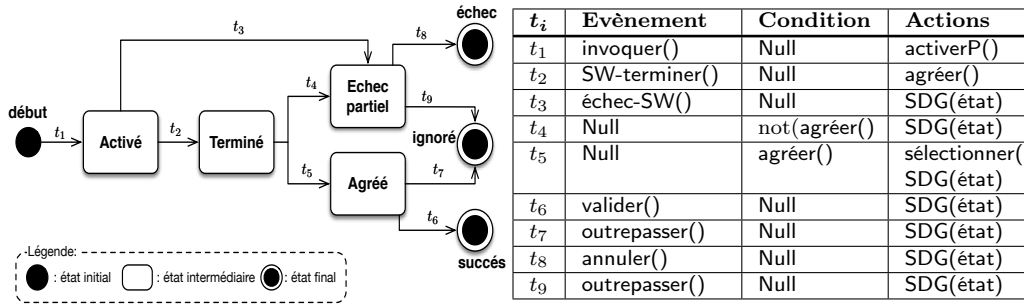 échec
t3
t8
t4
Echec
partiel
t9
début
t1
Activé
t2
Terminé
ignoré
t5
Agréé
t7
t6
succés
Légende:
: état initial
: état intermédiaire
: état final
ti Evènement Condition Actions
t1 invoquer() Null activerP()
t2 SW-terminer() Null agréer()
t3 échec-SW() Null SDG(état)
t4 Null not(agréer() SDG(état)
t5 Null agréer() sélectionner(
SDG(état)
t6 valider() Null SDG(état)
t7 outrepasser() Null SDG(état)
t8 annuler() Null SDG(état)
t9 outrepasser() Null SDG(état)